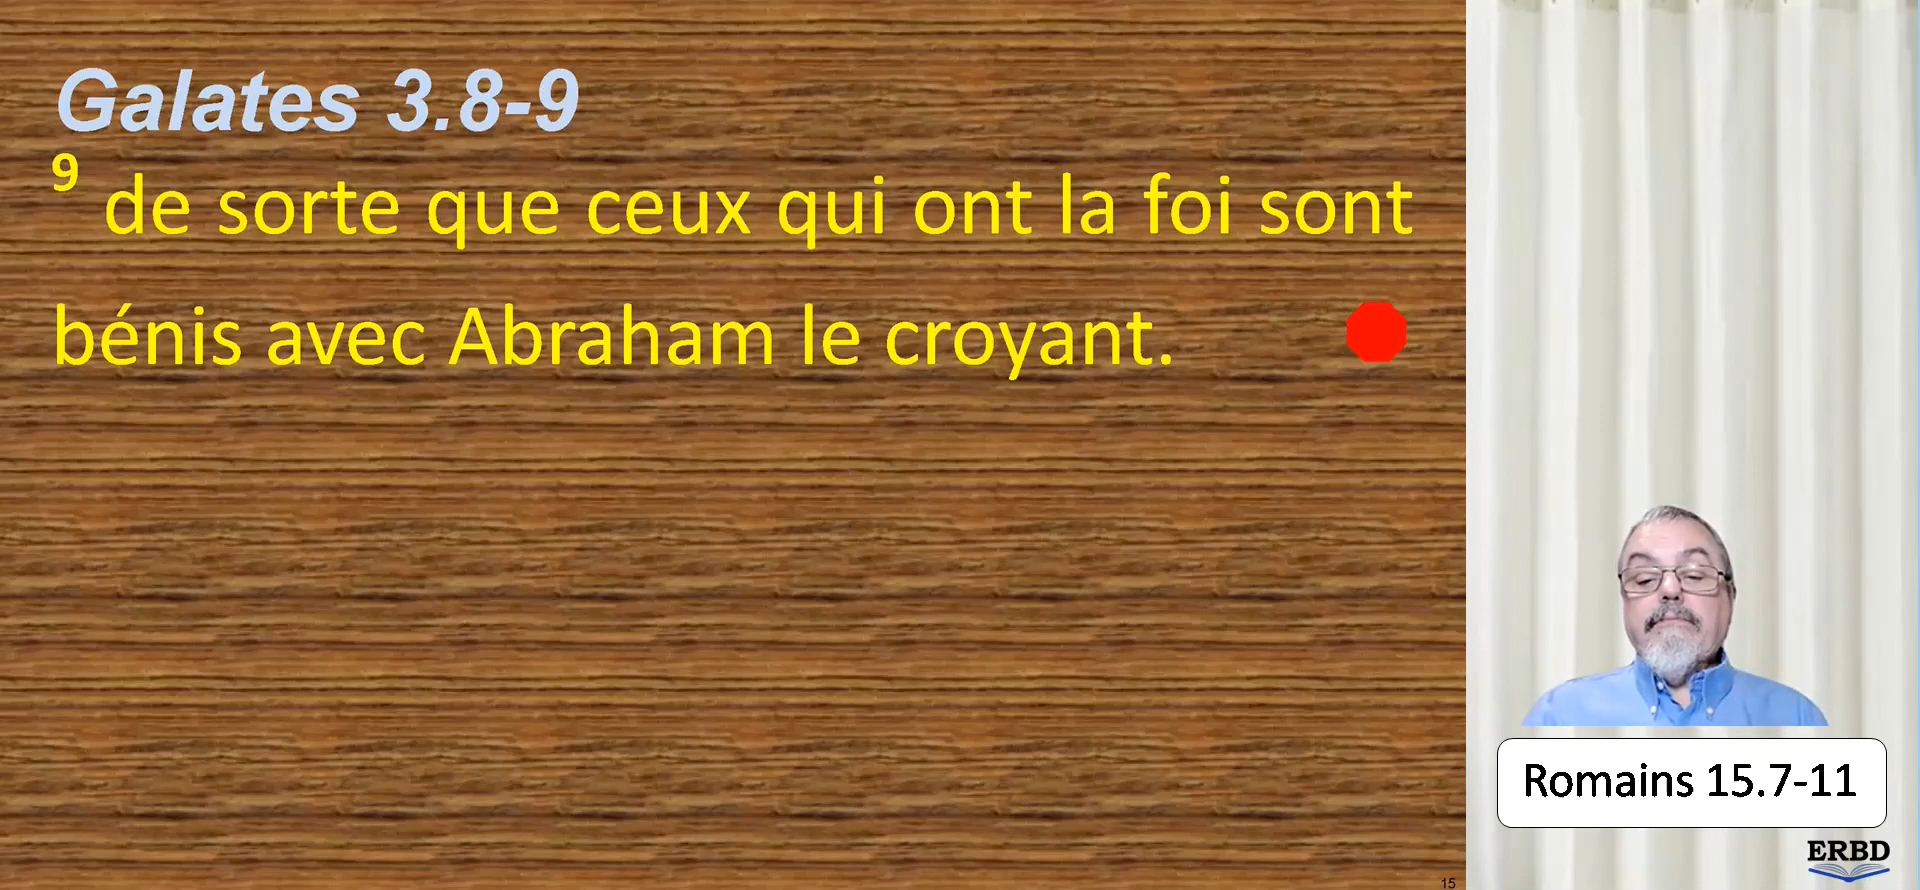 Galates 3.8-9
9 de sorte que ceux qui ont la foi sont
bénis avec Abraham le croyant.
Romains 15.7-11
ERBD
15